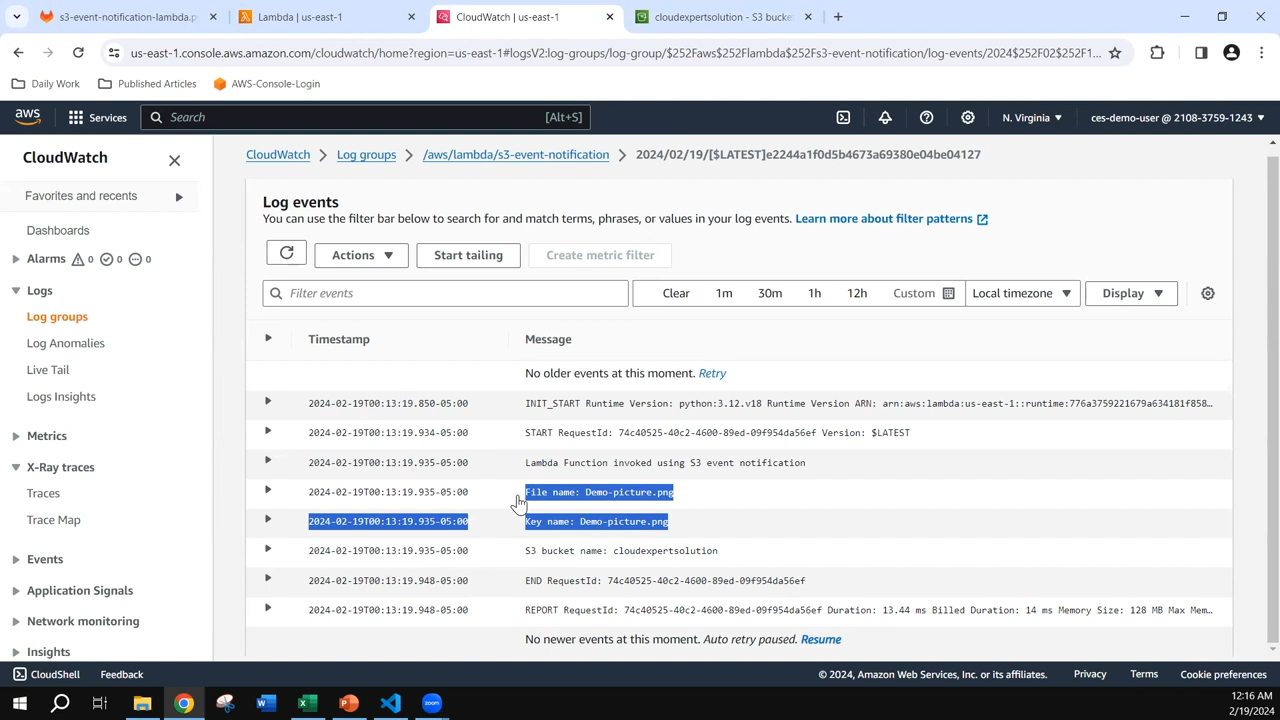 s3-event-notification-lambda.p
Lambda | us-east-1
CloudWatch | us-east-1
cloudexpertsolution - S3 bucke
us-east-1.console.aws.amazon.com/cloudwatch/home?region=us-east-1#logsV2:log-groups/log-group/$252Faws$252Flambda$252Fs3-event-notification/log-events/2024$252F02$252F1...
Daily Work
Published Articles
AWS-Console-Login
aws
Services
Search
[Alt+S]
N. Virginia
ces-demo-user @ 2108-3759-1243
CloudWatch
Favorites and recents
Dashboards
Alarms
0
0
0
Logs
Log groups
Log Anomalies
Live Tail
Logs Insights
Metrics
X-Ray traces
Traces
Trace Map
Events
Application Signals
Network monitoring
Insights
CloudWatch > Log groups > /aws/lambda/s3-event-notification > 2024/02/19/[$LATEST]e2244a1f0d5b4673a69380e04be04127
Log events
You can use the filter bar below to search for and match terms, phrases, or values in your log events. Learn more about filter patterns
Actions
Start tailing
Create metric filter
Filter events
Clear
1m
30m
1h
12h
Custom
Local timezone
Display
Timestamp
Message
No older events at this moment. Retry
2024-02-19T00:13:19.850-05:00 INIT_START Runtime Version: python:3.12.v18 Runtime Version ARN: arn:aws:lambda:us-east-1::runtime:776a3759221679a634181f858...
2024-02-19T00:13:19.934-05:00 START RequestId: 74c40525-40c2-4600-89ed-09f954da56ef Version: $LATEST
2024-02-19T00:13:19.935-05:00 Lambda Function invoked using S3 event notification
2024-02-19T00:13:19.935-05:00 File name: Demo-picture.png
2024-02-19T00:13:19.935-05:00 Key name: Demo-picture.png
2024-02-19T00:13:19.935-05:00 S3 bucket name: cloudexpertsolution
2024-02-19T00:13:19.948-05:00 END RequestId: 74c40525-40c2-4600-89ed-09f954da56ef
2024-02-19T00:13:19.948-05:00 REPORT RequestId: 74c40525-40c2-4600-89ed-09f954da56ef Duration: 13.44 ms Billed Duration: 14 ms Memory Size: 128 MB Max Mem...
No newer events at this moment. Auto retry paused. Resume
CloudShell
Feedback
© 2024, Amazon Web Services, Inc. or its affiliates.
Privacy
Terms
Cookie preferences
zoom
12:16 AM
2/19/2024